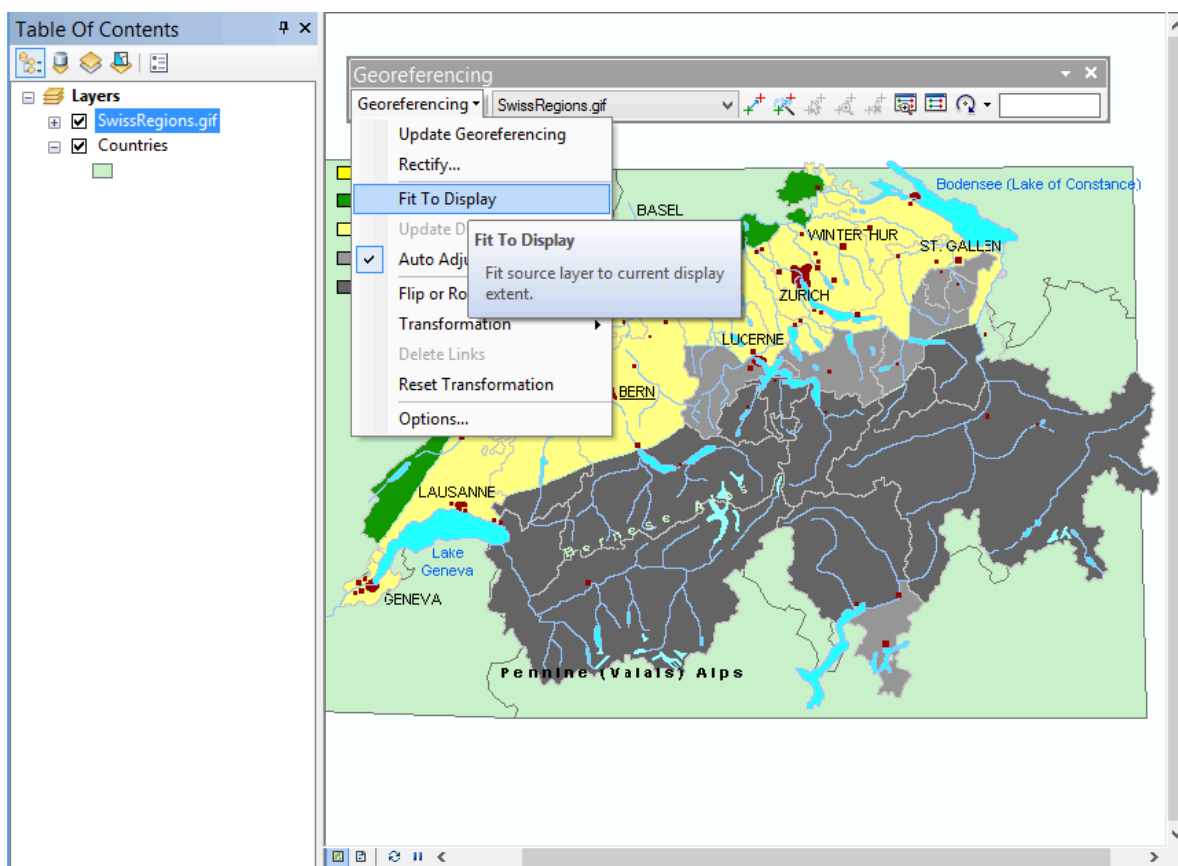 Table Of Contents
Layers
SwissRegions.gif
Countries
Georeferencing
Georeferencing
SwissRegions.gif
Update Georeferencing
Rectify...
Fit To Display
Update D
Auto Adju
Flip or Ro
Transformation
Delete Links
Reset Transformation
Options...
Fit To Display
Fit source layer to current display
extent.
Bodensee (Lake of Constance)
BASEL
WINTERTHUR
ST. GALLEN
ZURICH
LUCERNE
BERN
LAUSANNE
Bernese Alps
Lake
Geneva
GENEVA
Pennine (Valais) Alps